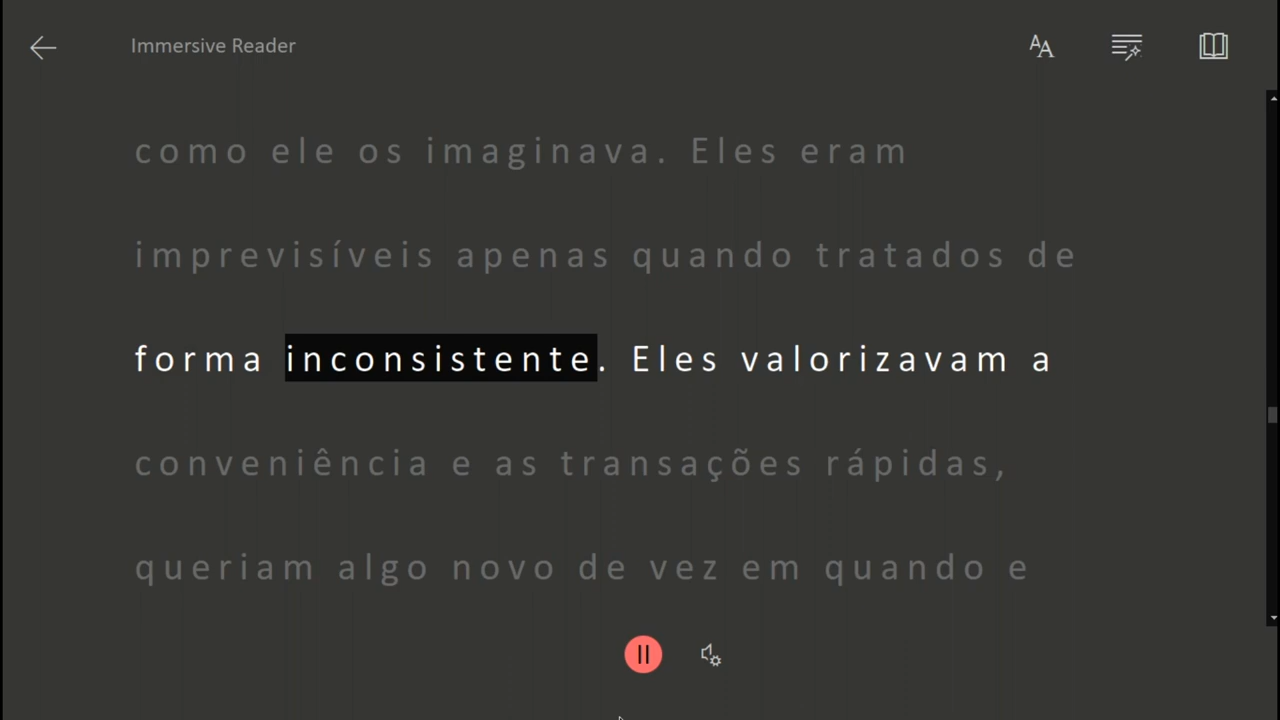 Immersive Reader
como ele os imaginava. Eles eram
imprevisíveis apenas quando tratados de
forma inconsistente. Eles valorizavam a
conveniência e as transações rápidas,
queriam algo novo de vez em quando e